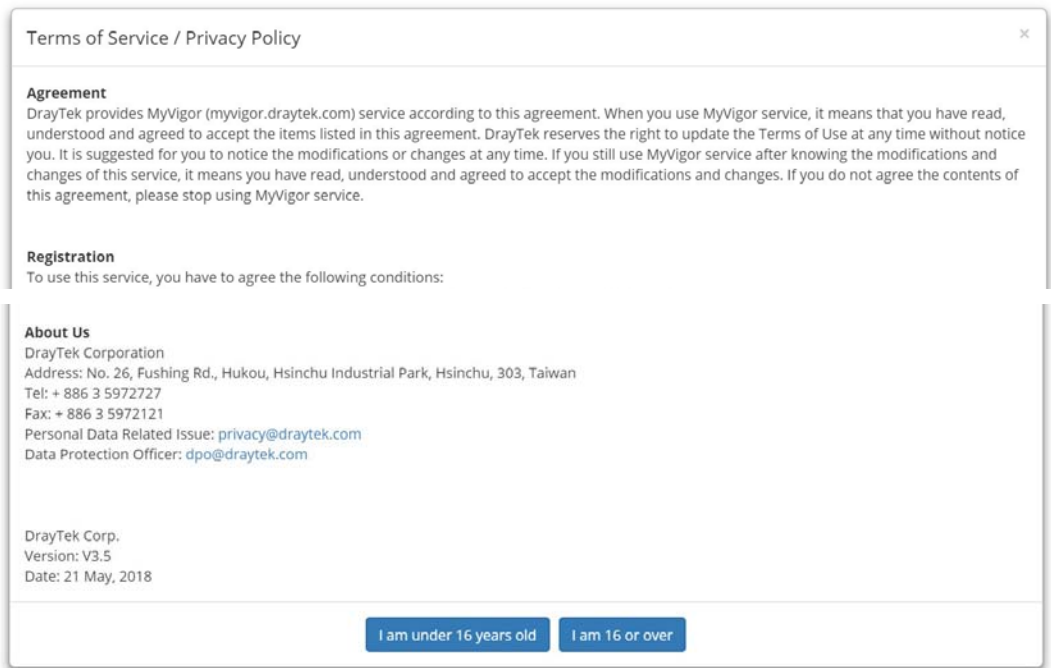 Terms of Service / Privacy Policy
×
Agreement
DrayTek provides MyVigor (myvigor.draytek.com) service according to this agreement. When you use MyVigor service, it means that you have read,
understood and agreed to accept the items listed in this agreement. DrayTek reserves the right to update the Terms of Use at any time without notice
you. It is suggested for you to notice the modifications or changes at any time. If you still use MyVigor service after knowing the modifications and
changes of this service, it means you have read, understood and agreed to accept the modifications and changes. If you do not agree the contents of
this agreement, please stop using MyVigor service.
Registration
To use this service, you have to agree the following conditions:
About Us
DrayTek Corporation
Address: No. 26, Fushing Rd., Hukou, Hsinchu Industrial Park, Hsinchu, 303, Taiwan
Tel: + 886 3 5972727
Fax: + 886 3 5972121
Personal Data Related Issue: privacy@draytek.com
Data Protection Officer: dpo@draytek.com
DrayTek Corp.
Version: V3.5
Date: 21 May, 2018
I am under 16 years old
I am 16 or over